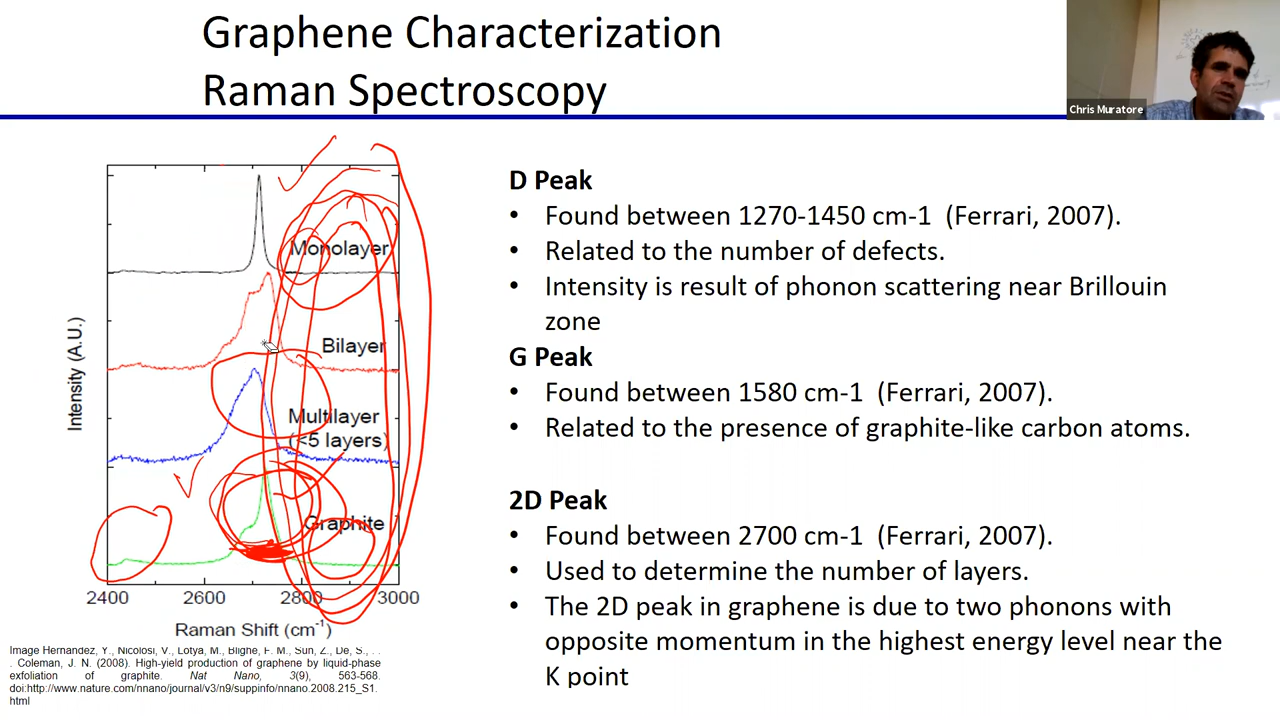 Graphene Characterization
Raman Spectroscopy
Chris Muratore
Monolayer
Bilayer
Multilayer
(<5 layers)
Graphite
Intensity (A.U.)
2400 2600 2800 3000
Raman Shift (cm-1)
Image Hernandez, Y., Nicolosi, V., Lotya, M., Blighe, F. M., Sun, Z., De, S., . .
. Coleman, J. N. (2008). High-yield production of graphene by liquid-phase
exfoliation of graphite. Nat Nano, 3(9), 563-568.
doi:http://www.nature.com/nnano/journal/v3/n9/suppinfo/nnano.2008.215_S1.
html
D Peak
• Found between 1270-1450 cm-1 (Ferrari, 2007).
• Related to the number of defects.
• Intensity is result of phonon scattering near Brillouin
zone
G Peak
• Found between 1580 cm-1 (Ferrari, 2007).
• Related to the presence of graphite-like carbon atoms.
2D Peak
• Found between 2700 cm-1 (Ferrari, 2007).
• Used to determine the number of layers.
• The 2D peak in graphene is due to two phonons with
opposite momentum in the highest energy level near the
K point